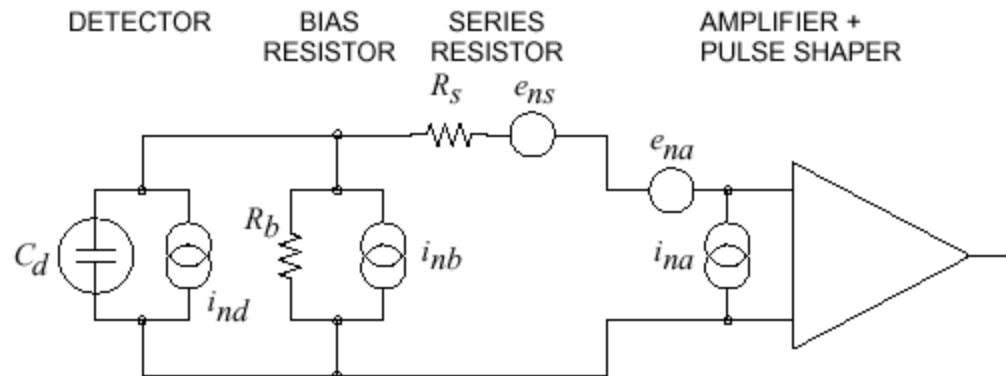 DETECTOR
BIAS
RESISTOR
SERIES
RESISTOR
AMPLIFIER +
PULSE SHAPER
Rs
ens
ena
Cd
ind
Rb
inb
ina